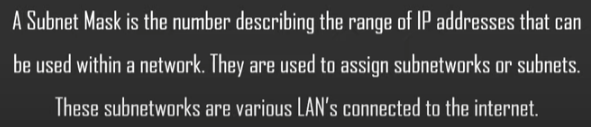 A Subnet Mask is the number describing the range of IP addresses that can
be used within a network. They are used to assign subnetworks or subnets.
These subnetworks are various LAN's connected to the internet.